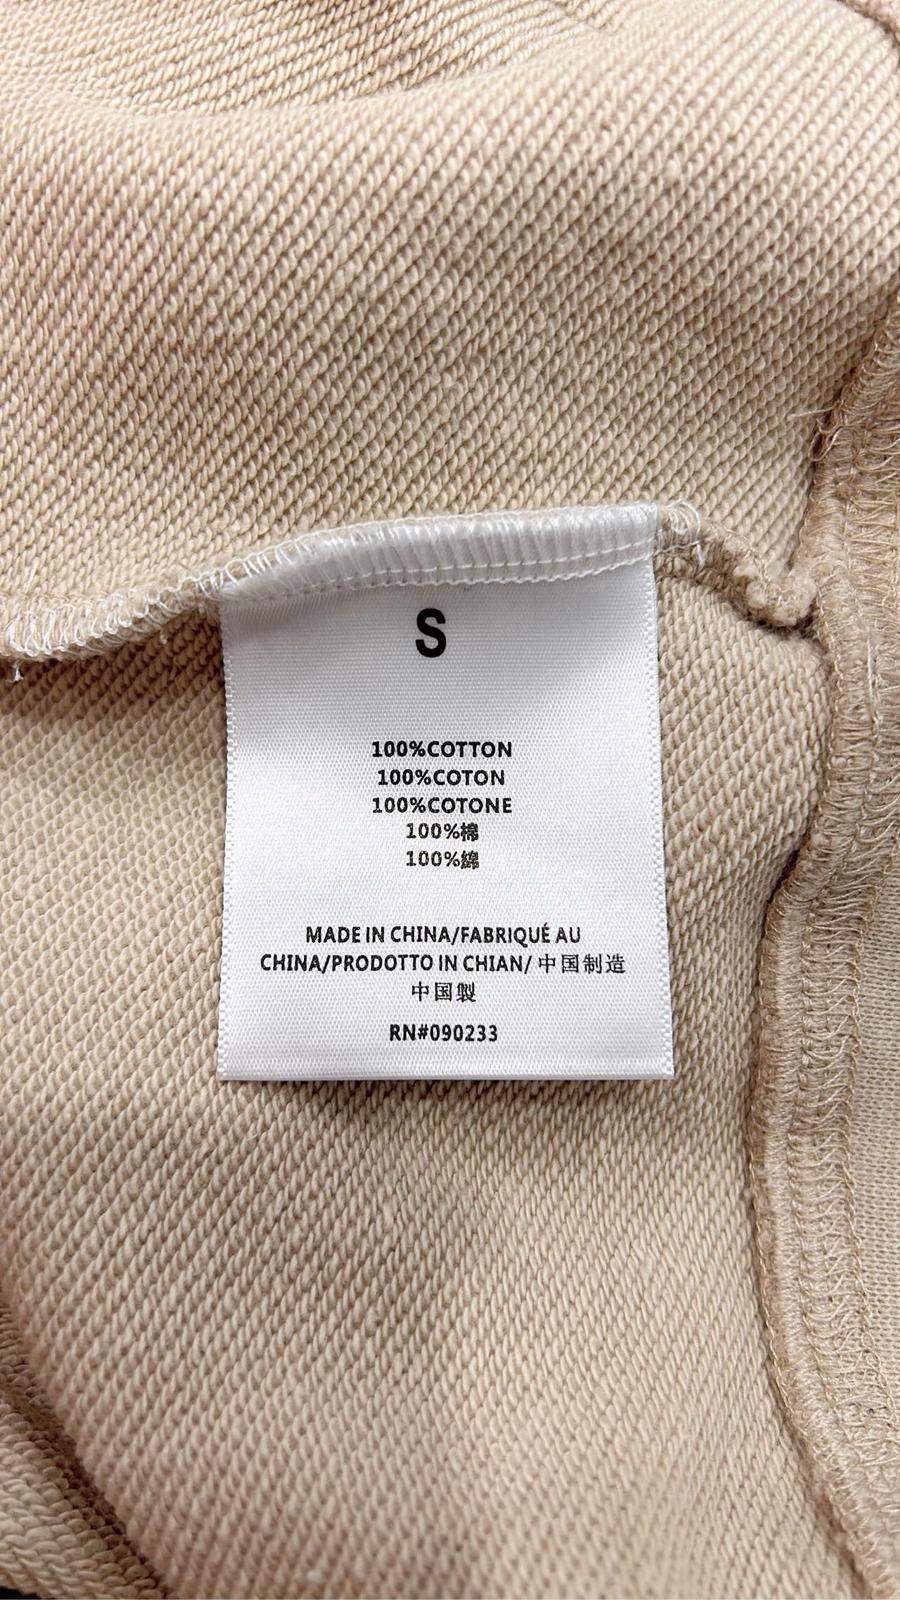 S
100%COTTON
100%COTON
100%COTONE
100%棉
100%綿
MADE IN CHINA/FABRIQUÉ AU
CHINA/PRODOTTO IN CHIAN/ 中国制造
中国製
RN#090233